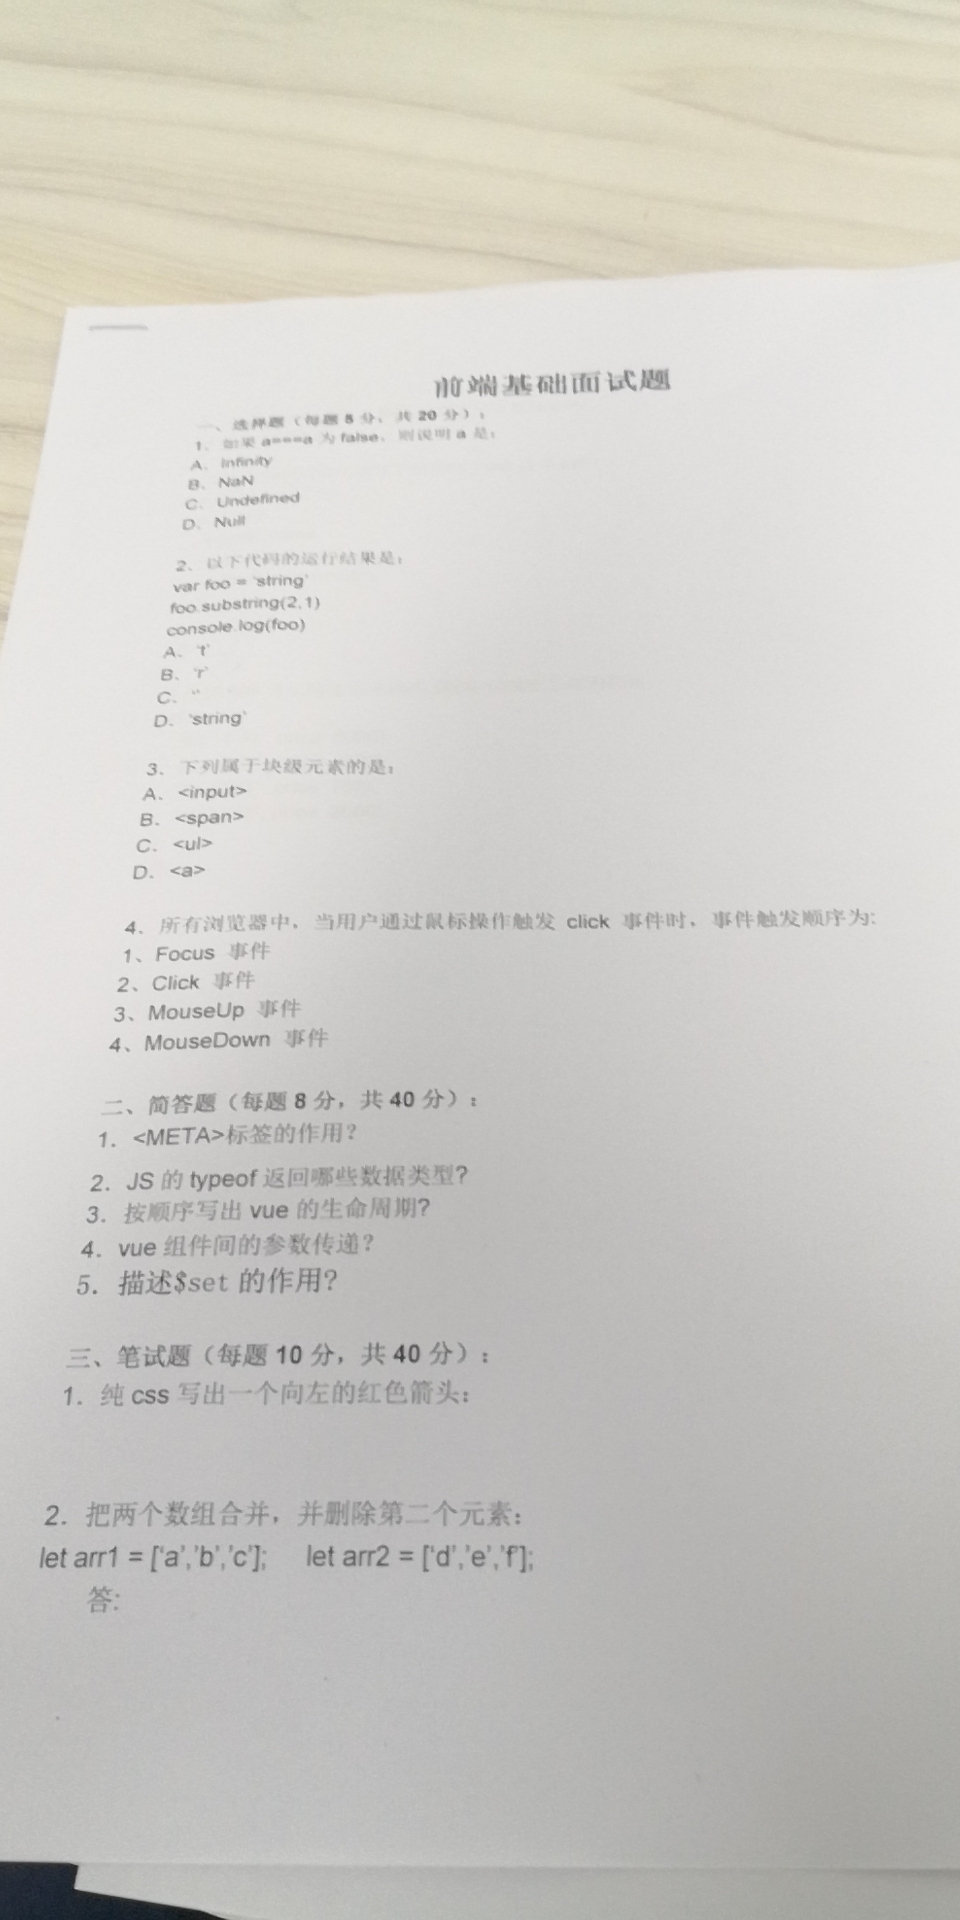 前端基础面试题
一、选择题（每题 5 分，共 20 分）：
1、如果 a===a 为 false，则说明 a 是：
A、Infinity
B、NaN
C、Undefined
D、Null
2、以下代码的运行结果是：
var foo = 'string'
foo.substring(2,1)
console.log(foo)
A、't'
B、'r'
C、''
D、'string'
3、下列属于块级元素的是：
A、<input>
B、<span>
C、<ul>
D、<a>
4、所有浏览器中，当用户通过鼠标操作触发 click 事件时，事件触发顺序为:
1、Focus 事件
2、Click 事件
3、MouseUp 事件
4、MouseDown 事件
二、简答题（每题 8 分，共 40 分）：
1. <META>标签的作用？
2. JS 的 typeof 返回哪些数据类型?
3. 按顺序写出 vue 的生命周期?
4. vue 组件间的参数传递？
5. 描述$set 的作用?
三、笔试题（每题 10 分，共 40 分）：
1. 纯 css 写出一个向左的红色箭头：
2. 把两个数组合并，并删除第二个元素：
let arr1 = ['a','b','c']; let arr2 = ['d','e','f'];
答: